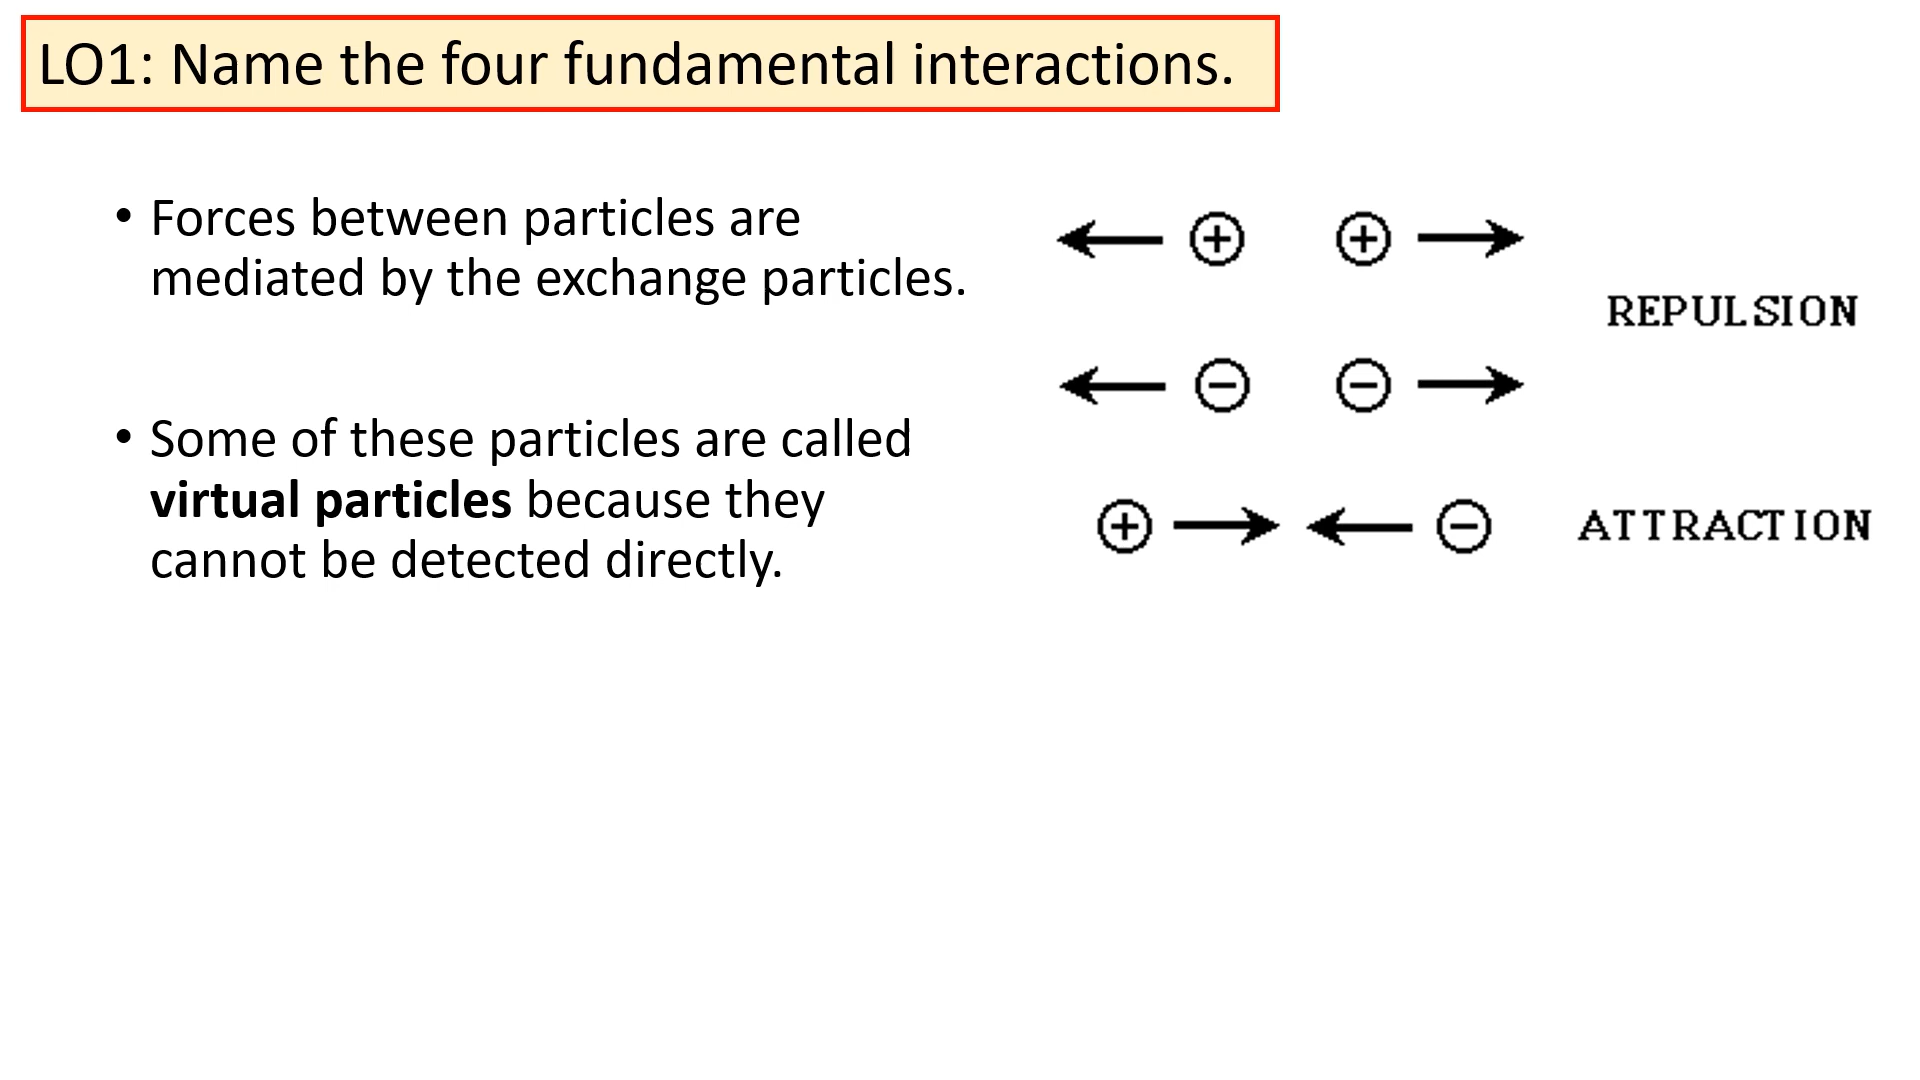 LO1: Name the four fundamental interactions.
• Forces between particles are
mediated by the exchange particles.
• Some of these particles are called
virtual particles because they
cannot be detected directly.
+ +
REPULSION
− −
+ − ATTRACTION